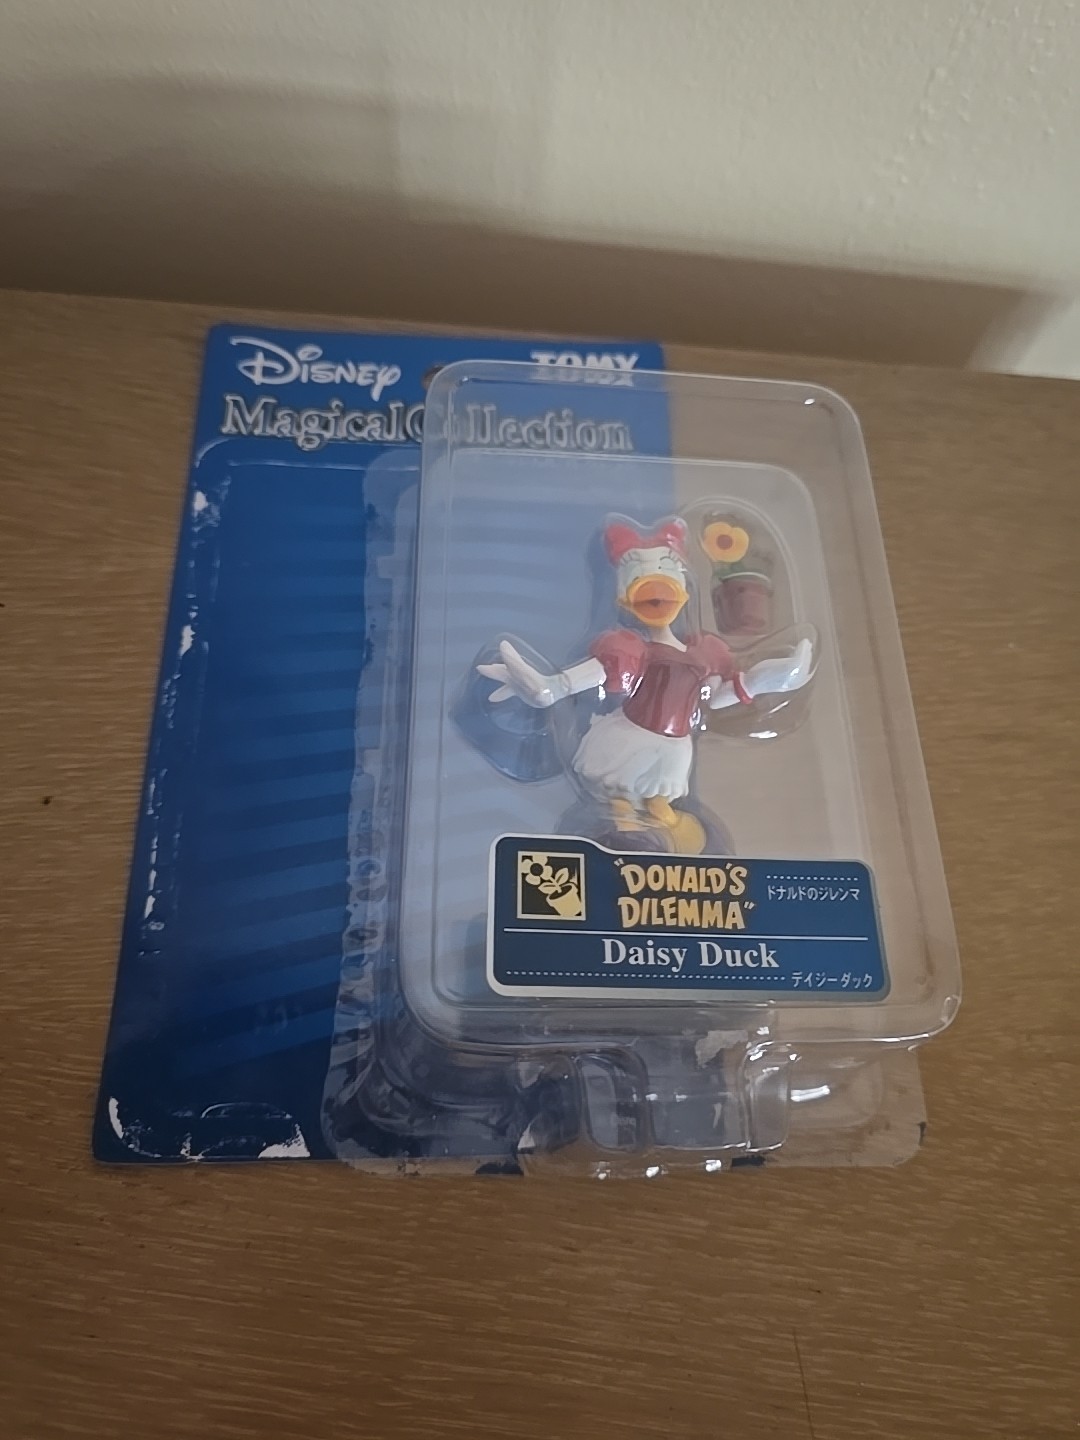 Disney
TOMY
Magical Collection
"DONALD'S
DILEMMA"
ドナルドのジレンマ
Daisy Duck
デイジーダック